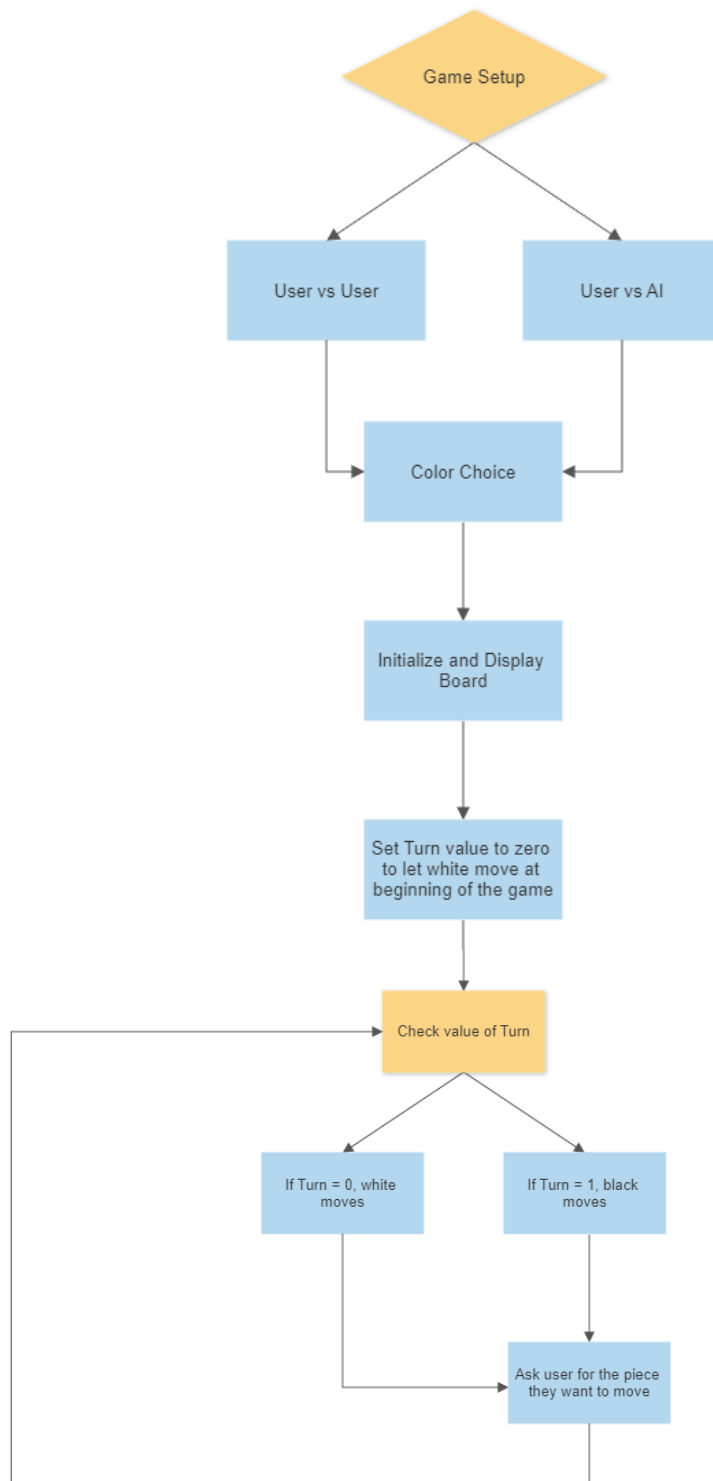 Game Setup
User vs User
User vs AI
Color Choice
Initialize and Display
Board
Set Turn value to zero
to let white move at
beginning of the game
Check value of Turn
If Turn = 0, white
moves
If Turn = 1, black
moves
Ask user for the piece
they want to move